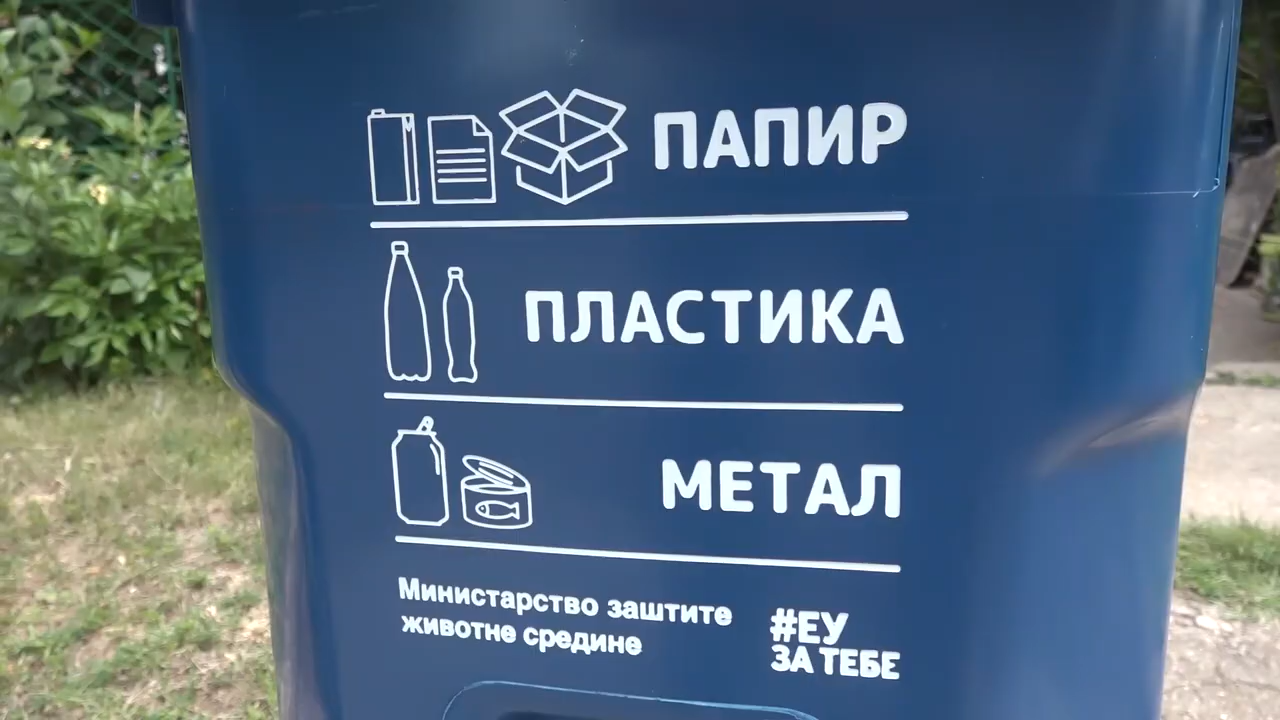 ПАПИР
ПЛАСТИКА
МЕТАЛ
Министарство заштите
животне средине
#ЕУ
ЗА ТЕБЕ